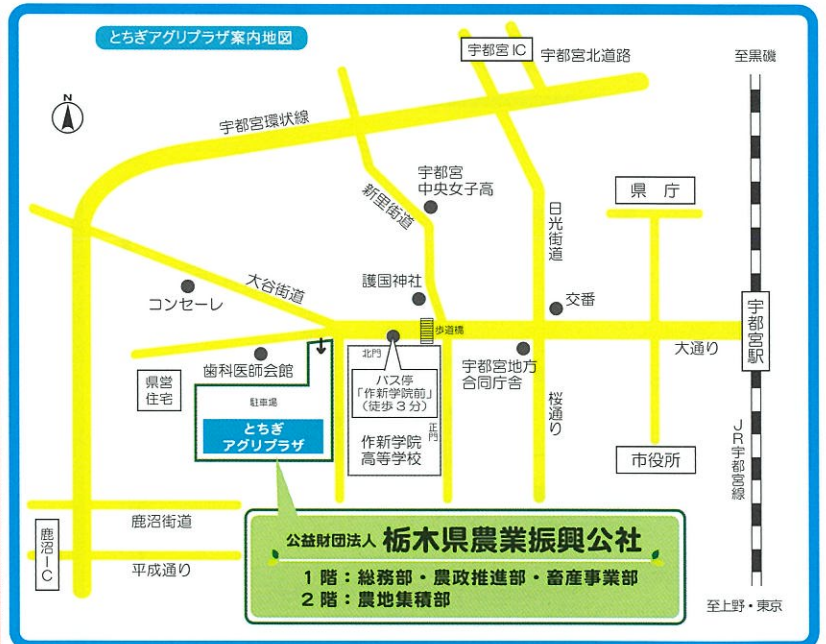 とちぎアグリプラザ案内地図
宇都宮IC
宇都宮北道路
至黒磯
N
宇都宮環状線
宇都宮
中央女子高
新里街道
県庁
日光街道
大谷街道
コンセーレ
護国神社
交番
歩道橋
宇都宮駅
大通り
北門
歯科医師会館
バス停
「作新学院前」
(徒歩3分)
宇都宮地方
合同庁舎
県営
住宅
駐車場
とちぎ
アグリプラザ
作新学院
高等学校
正門
桜通り
JR宇都宮線
市役所
鹿沼街道
鹿沼IC
平成通り
公益財団法人 栃木県農業振興公社
1階:総務部・農政推進部・畜産事業部
2階:農地集積部
至上野・東京